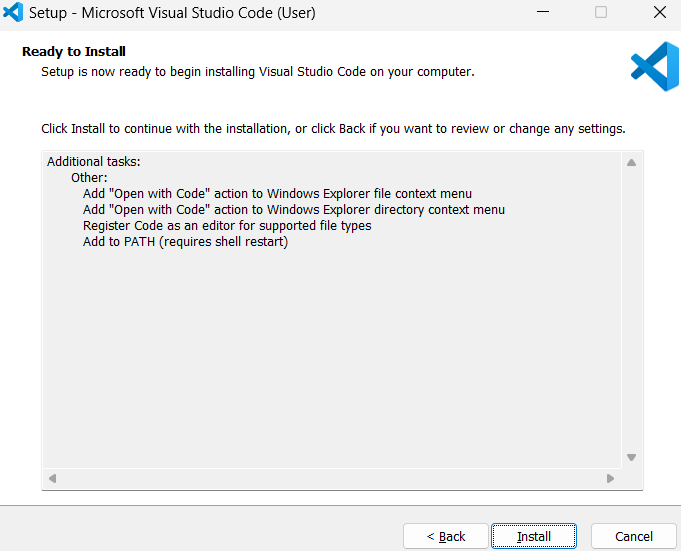 Setup - Microsoft Visual Studio Code (User)
Ready to Install
Setup is now ready to begin installing Visual Studio Code on your computer.
Click Install to continue with the installation, or click Back if you want to review or change any settings.
Additional tasks:
Other:
Add "Open with Code" action to Windows Explorer file context menu
Add "Open with Code" action to Windows Explorer directory context menu
Register Code as an editor for supported file types
Add to PATH (requires shell restart)
< Back
Install
Cancel